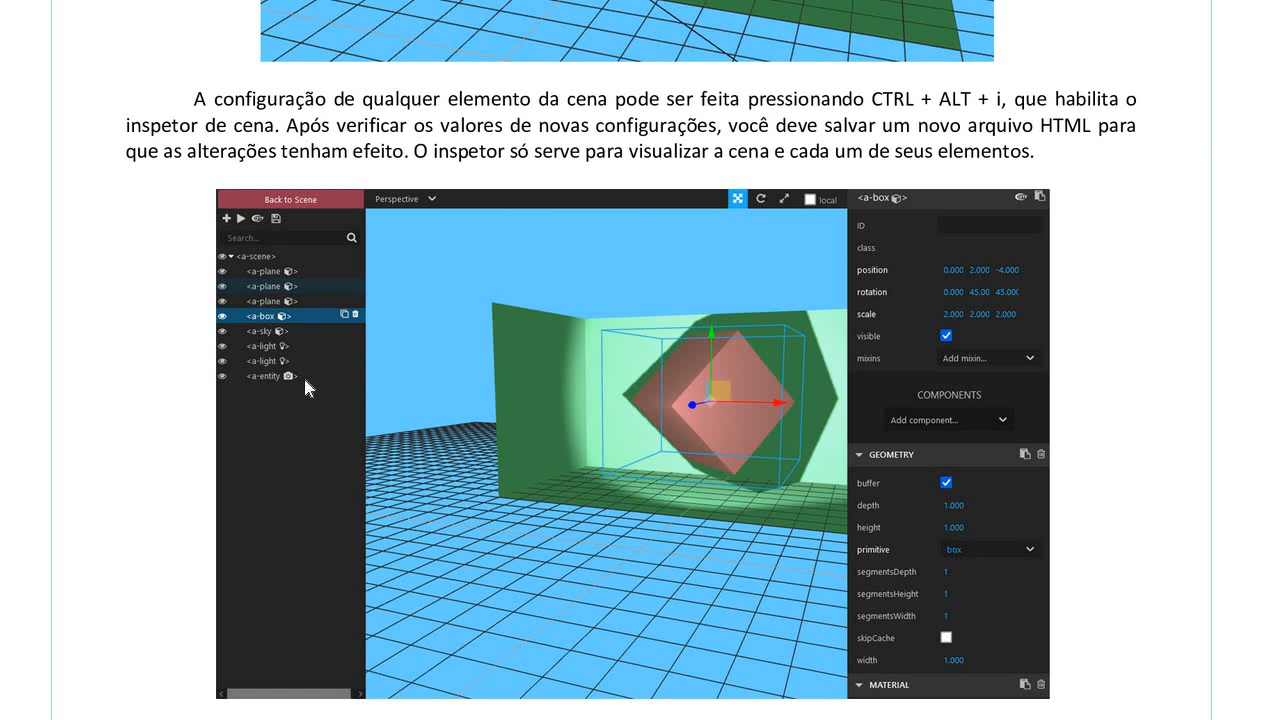 A configuração de qualquer elemento da cena pode ser feita pressionando CTRL + ALT + i, que habilita o
inspetor de cena. Após verificar os valores de novas configurações, você deve salvar um novo arquivo HTML para
que as alterações tenham efeito. O inspetor só serve para visualizar a cena e cada um de seus elementos.
Back to Scene
Search...
<a-scene>
<a-plane >
<a-plane >
<a-plane >
<a-box >
<a-sky >
<a-light >
<a-light >
<a-entity >
Perspective
local
<a-box >
ID
class
position 0.000 2.000 -4.000
rotation 0.000 45.00 45.000
scale 2.000 2.000 2.000
visible
mixins Add mixin...
COMPONENTS
Add component...
GEOMETRY
buffer
depth 1.000
height 1.000
primitive box
segmentsDepth 1
segmentsHeight 1
segmentsWidth 1
skipCache
width 1.000
MATERIAL